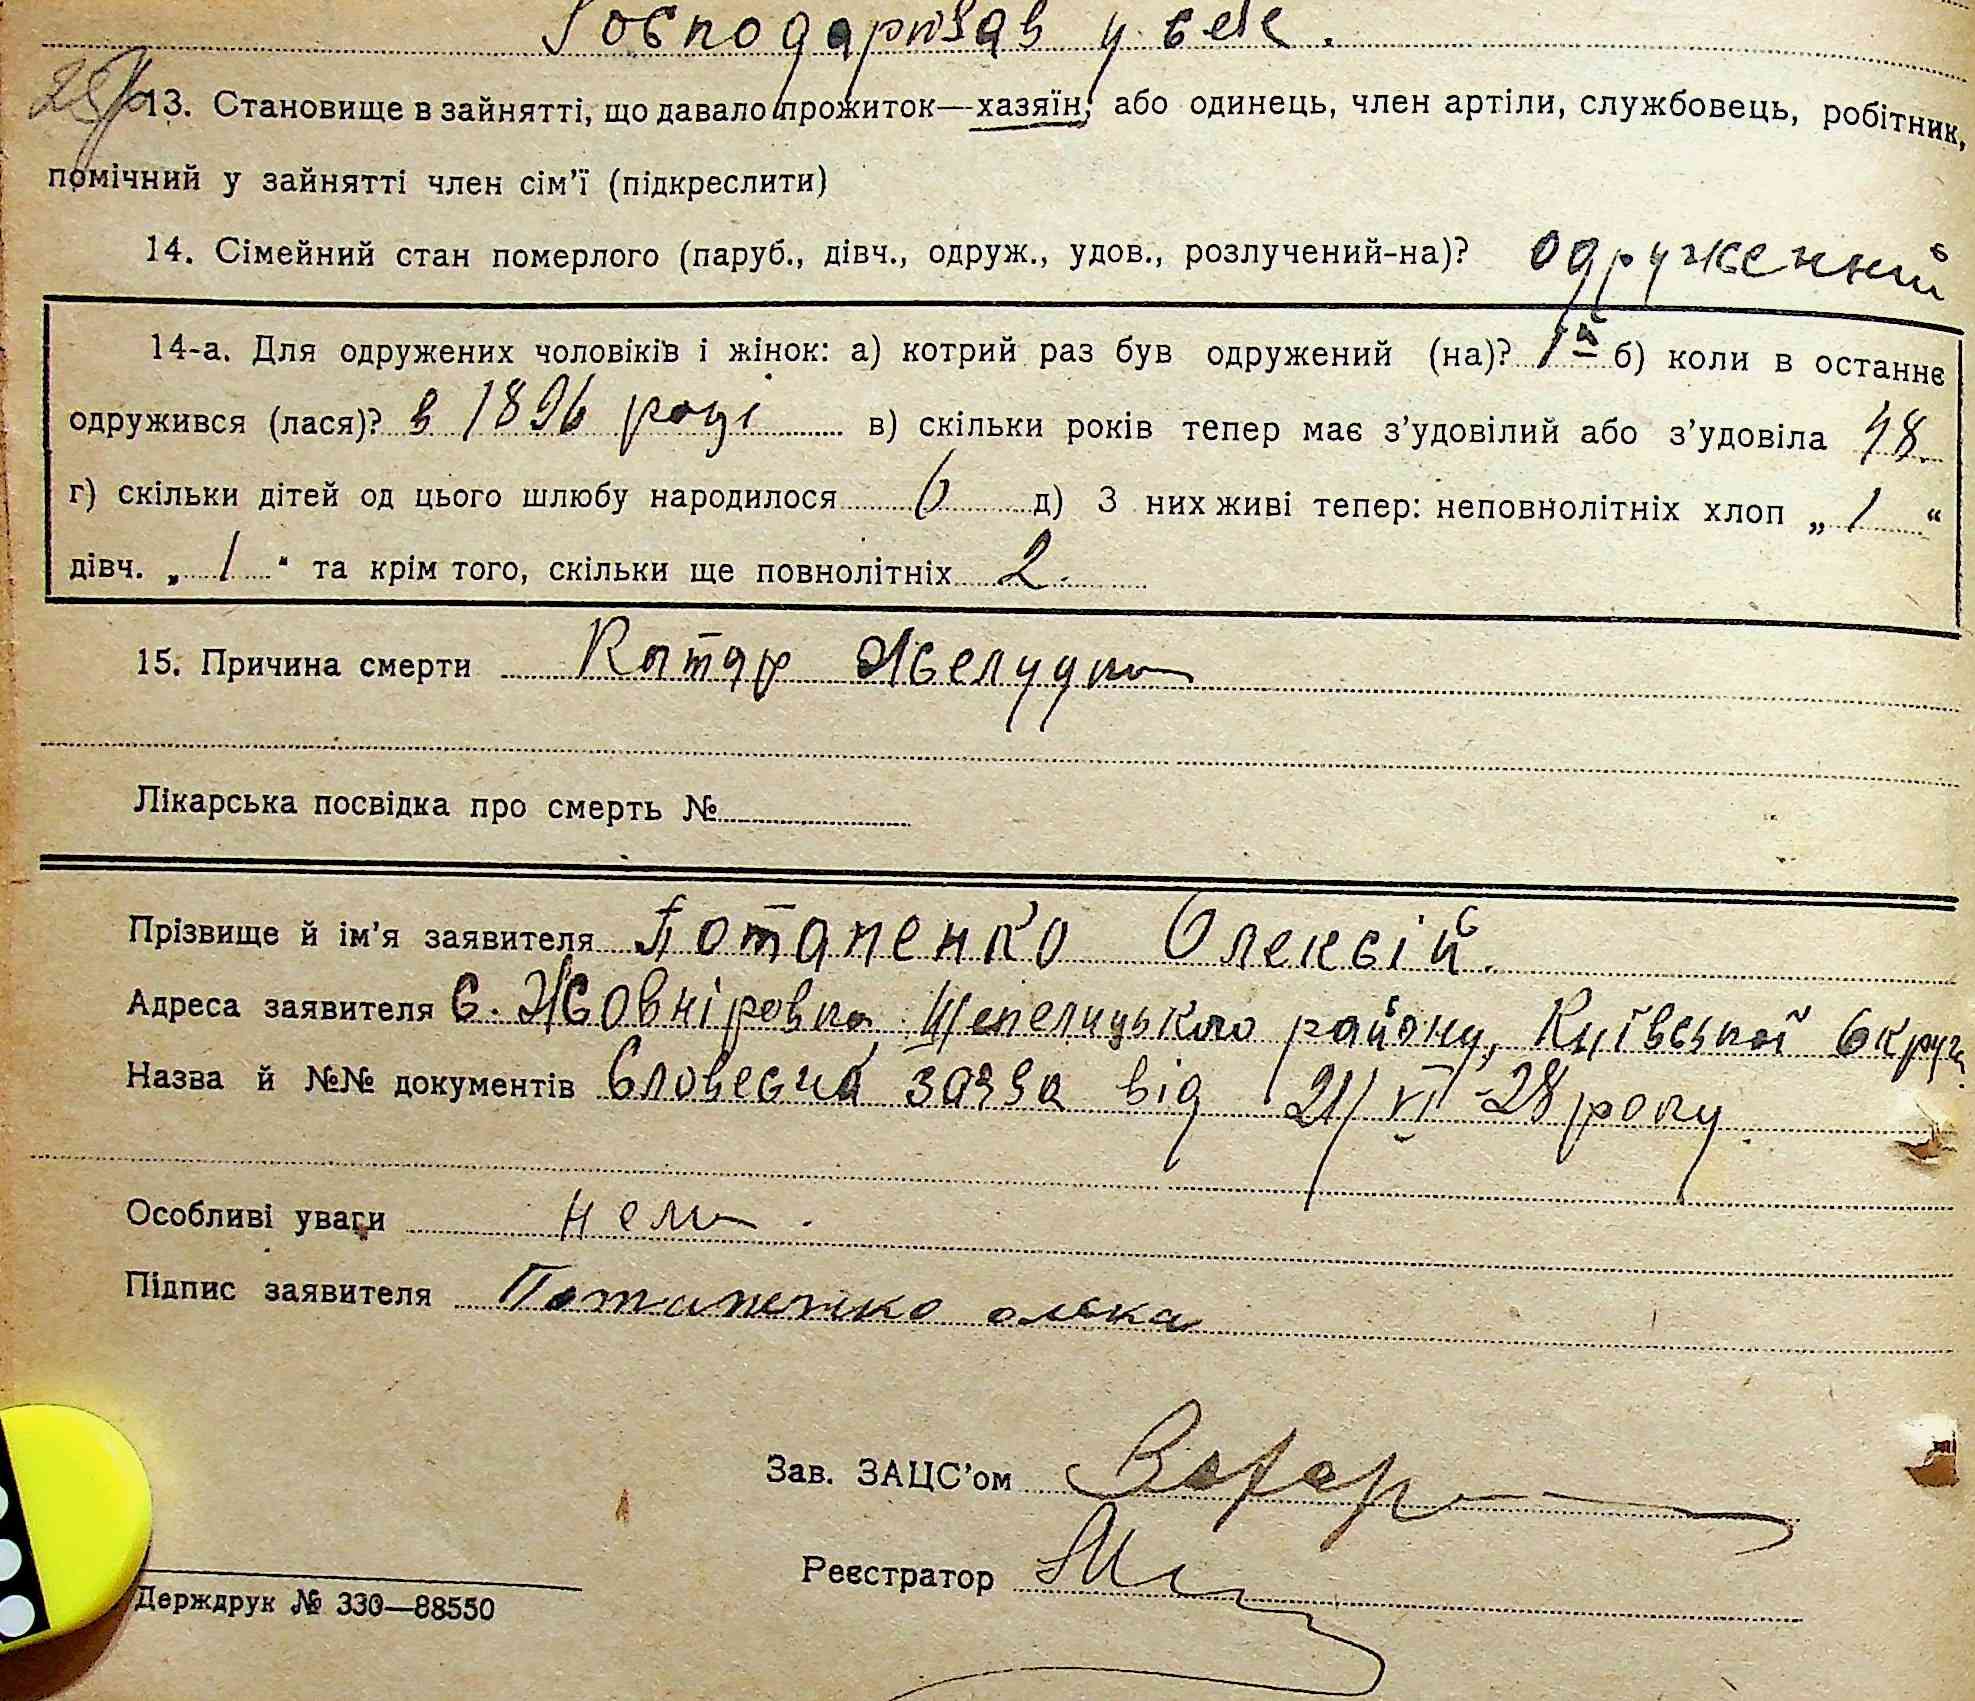 Господарював у себе.
13. Становище в зайнятті, що давало прожиток—хазяїн, або одинець, член артіли, службовець, робітник,
помічний у зайнятті член сім’ї (підкреслити)
14. Сімейний стан померлого (паруб., дівч., одруж., удов., розлучений-на)? одруженний
14-а. Для одружених чоловіків і жінок: а) котрий раз був одружений (на)? 1й б) коли в останнє
одружився (лася)? в 1896 році в) скільки років тепер має з’удовілий або з’удовіла 48.
г) скільки дітей од цього шлюбу народилося 6 д) З них живі тепер: неповнолітніх хлоп „ 1 “
дівч. „ 1 “ та крім того, скільки ще повнолітніх 2.
15. Причина смерти Катар желудка
Лікарська посвідка про смерть №
Прізвище й ім’я заявителя Потапенко Олексій.
Адреса заявителя с. Жовніровка, Шепелицького району, Київської Округи
Назва й №№ документів Словесна заява від 21/VI-28 року.
Особливі уваги нема.
Підпис заявителя Потапенко
Зав. ЗАЦС’ом
Реєстратор
Держдрук № 330—88550